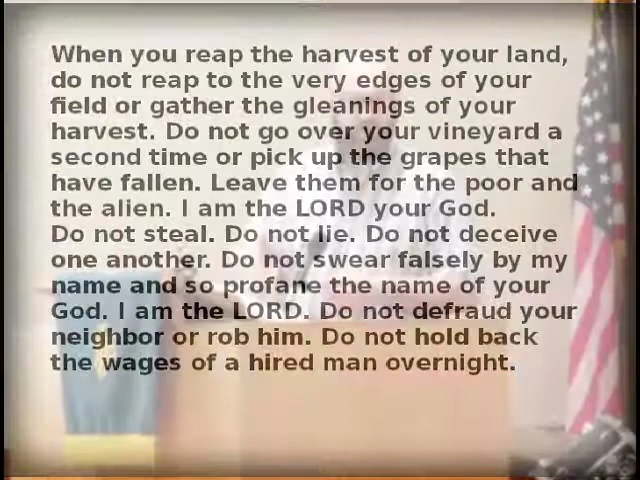 When you reap the harvest of your land,
do not reap to the very edges of your
field or gather the gleanings of your
harvest. Do not go over your vineyard a
second time or pick up the grapes that
have fallen. Leave them for the poor and
the alien. I am the LORD your God.
Do not steal. Do not lie. Do not deceive
one another. Do not swear falsely by my
name and so profane the name of your
God. I am the LORD. Do not defraud your
neighbor or rob him. Do not hold back
the wages of a hired man overnight.